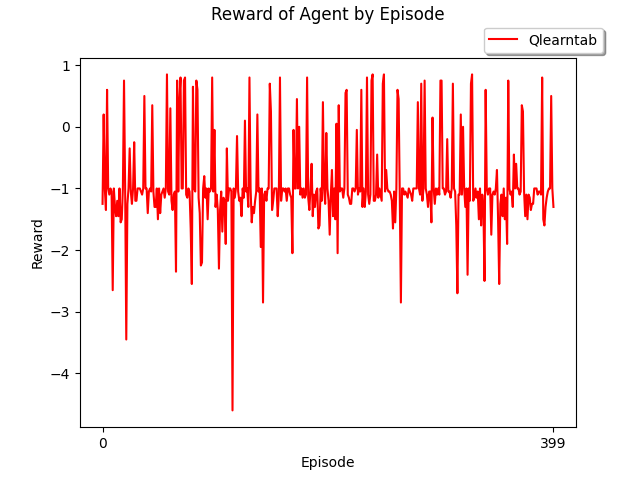 Reward of Agent by Episode
Qlearntab
1
0
−1
−2
−3
−4
Reward
0
399
Episode